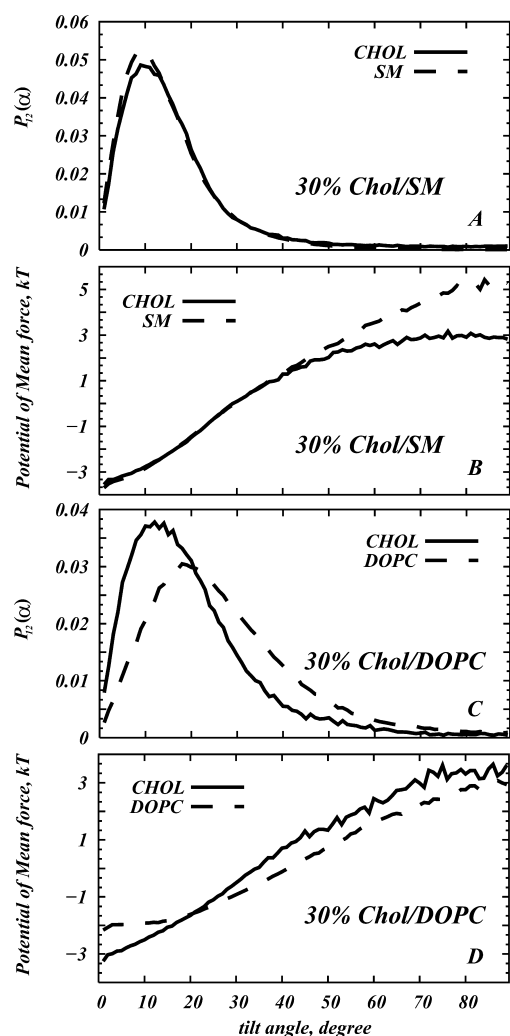 0.06
0.05
0.04
0.03
0.02
0.01
0
P₁₂(α)
CHOL
SM
30% Chol/SM
A
5
3
1
−1
−3
Potential of Mean force, kT
CHOL
SM
30% Chol/SM
B
0.04
0.03
0.02
0.01
0
P₁₂(α)
CHOL
DOPC
30% Chol/DOPC
C
3
1
−1
−3
Potential of Mean force, kT
CHOL
DOPC
30% Chol/DOPC
D
0 10 20 30 40 50 60 70 80
tilt angle, degree